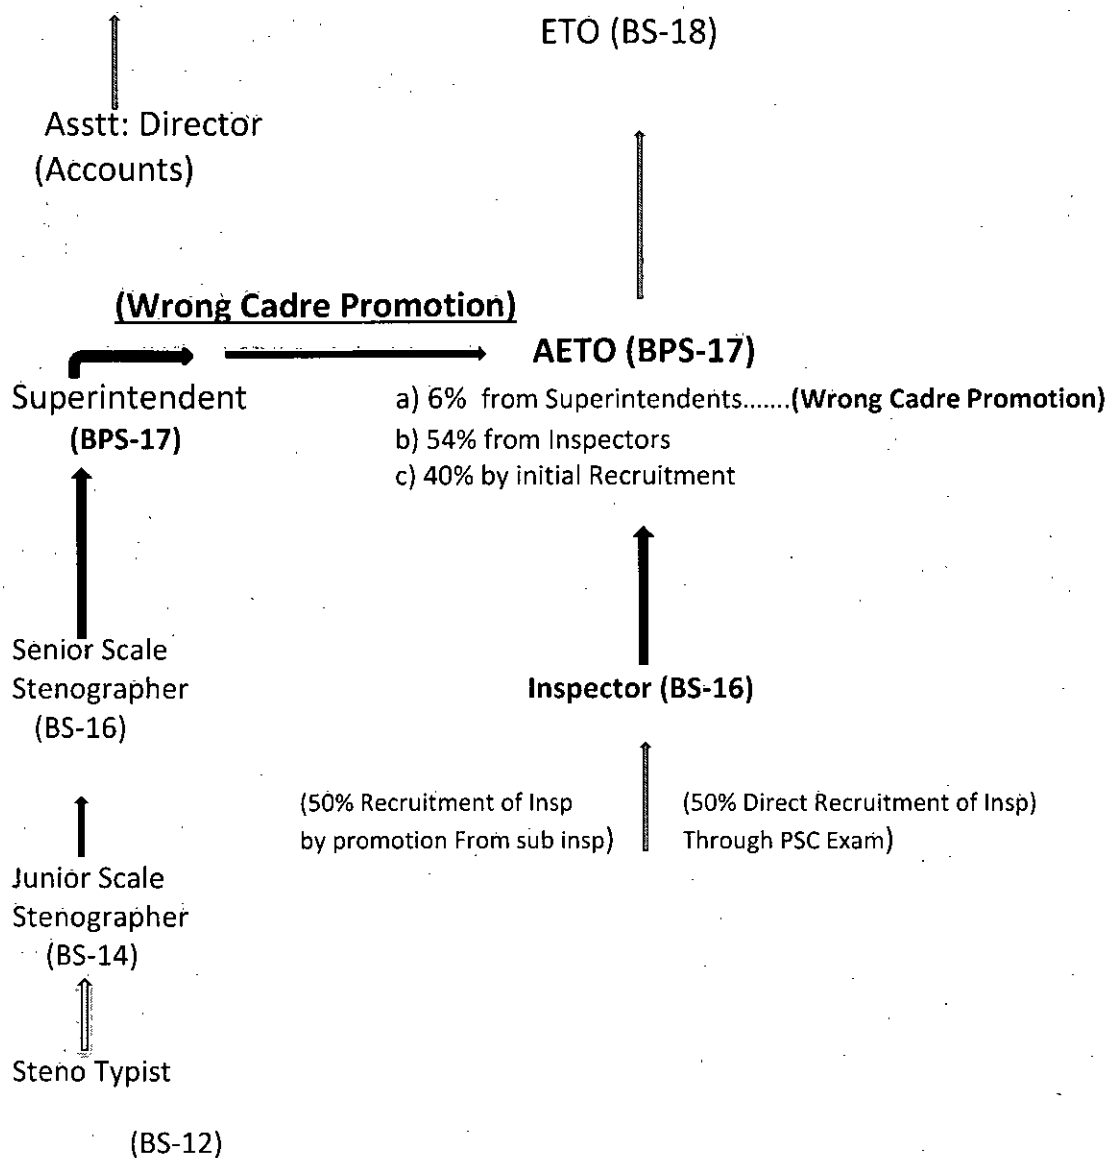 ETO (BS-18)
Asstt: Director
(Accounts)
(Wrong Cadre Promotion)
AETO (BPS-17)
Superintendent
(BPS-17)
a) 6% from Superintendents.......(Wrong Cadre Promotion)
b) 54% from Inspectors
c) 40% by initial Recruitment
Senior Scale
Stenographer
(BS-16)
Inspector (BS-16)
(50% Recruitment of Insp
by promotion From sub insp)
(50% Direct Recruitment of Insp)
Through PSC Exam)
Junior Scale
Stenographer
(BS-14)
Steno Typist
(BS-12)